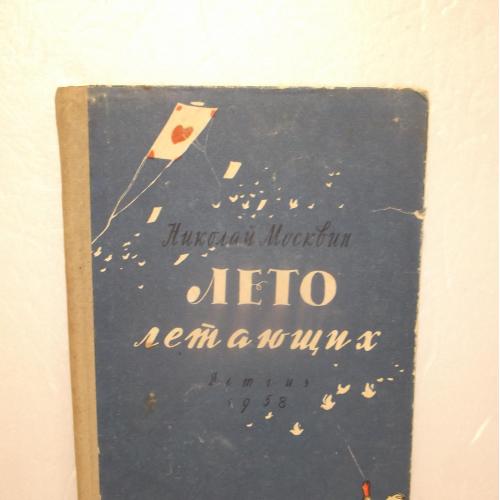 Николай Москвин
ЛЕТО
летающих
Детгиз
1958